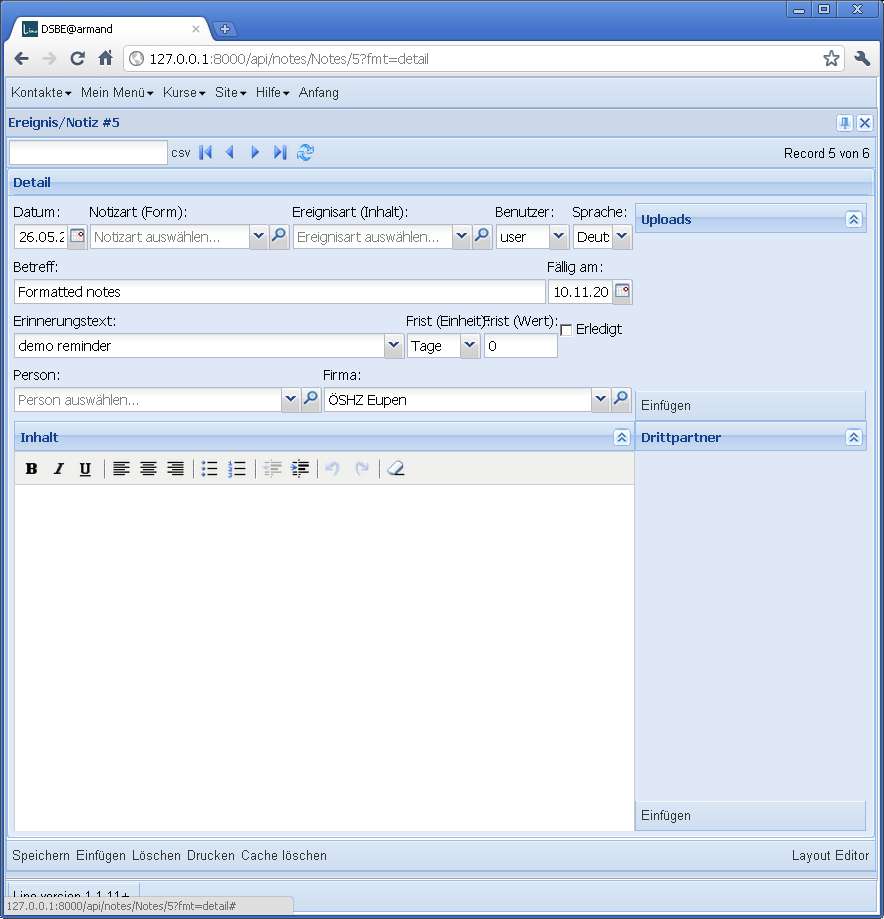 DSBE@armand
127.0.0.1:8000/api/notes/Notes/5?fmt=detail
Kontakte Mein Menü Kurse Site Hilfe Anfang
Ereignis/Notiz #5
csv Record 5 von 6
Detail
Datum: Notizart (Form): Ereignisart (Inhalt): Benutzer: Sprache: Uploads
26.05.2 Notizart auswählen... Ereignisart auswählen... user Deut
Betreff: Fällig am:
Formatted notes 10.11.20
Erinnerungstext: Frist (Einheit): Frist (Wert): Erledigt
demo reminder Tage 0
Person: Firma:
Person auswählen... ÖSHZ Eupen Einfügen
Inhalt Drittpartner
B I U
Einfügen
Speichern Einfügen Löschen Drucken Cache löschen Layout Editor
Lino version 1.1.11+
127.0.0.1:8000/api/notes/Notes/5?fmt=detail#